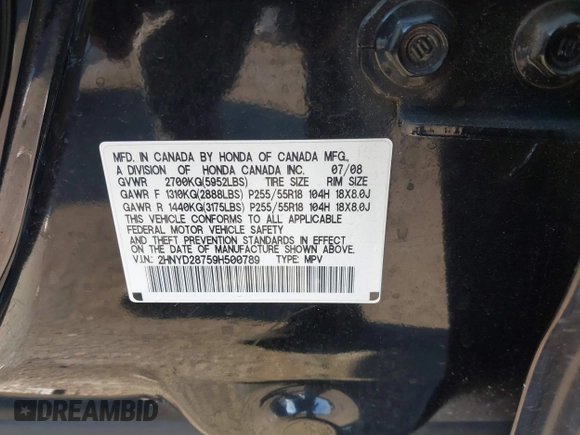 MFD. IN CANADA BY HONDA OF CANADA MFG.,
A DIVISION OF HONDA CANADA INC. 07/08
GVWR 2700KG(5952LBS) TIRE SIZE RIM SIZE
GAWR F 1310KG(2888LBS) P255/55R18 104H 18X8.0J
GAWR R 1440KG(3175LBS) P255/55R18 104H 18X8.0J
THIS VEHICLE CONFORMS TO ALL APPLICABLE
FEDERAL MOTOR VEHICLE SAFETY
AND THEFT PREVENTION STANDARDS IN EFFECT
ON THE DATE OF MANUFACTURE SHOWN ABOVE.
V.I.N.: 2HNYD28759H500789 TYPE: MPV
DREAMBID